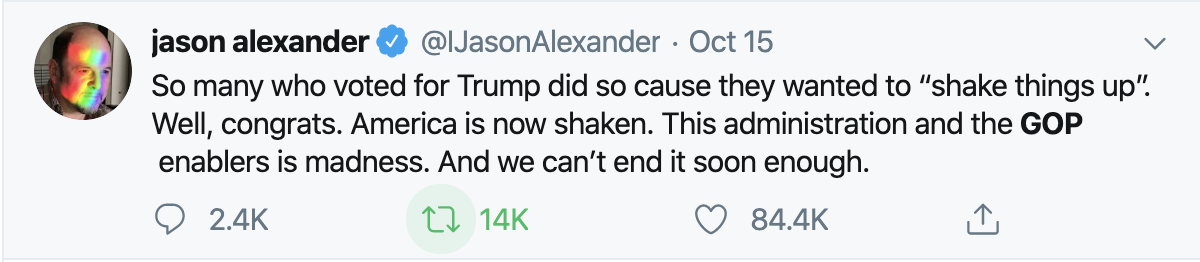 jason alexander @IJasonAlexander · Oct 15
So many who voted for Trump did so cause they wanted to “shake things up”.
Well, congrats. America is now shaken. This administration and the GOP
enablers is madness. And we can’t end it soon enough.
2.4K 14K 84.4K